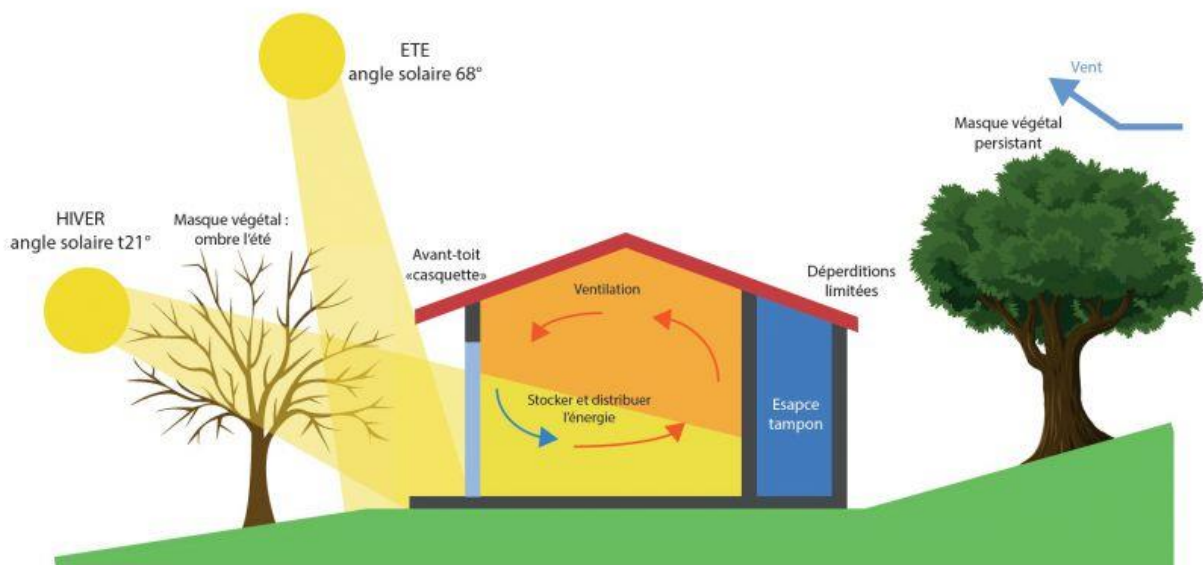 ETE
angle solaire 68°
Vent
Masque végétal
persistant
HIVER
angle solaire t21°
Masque végétal :
ombre l'été
Avant-toit
«casquette»
Ventilation
Déperditions
limitées
Stocker et distribuer
l'énergie
Esapce
tampon